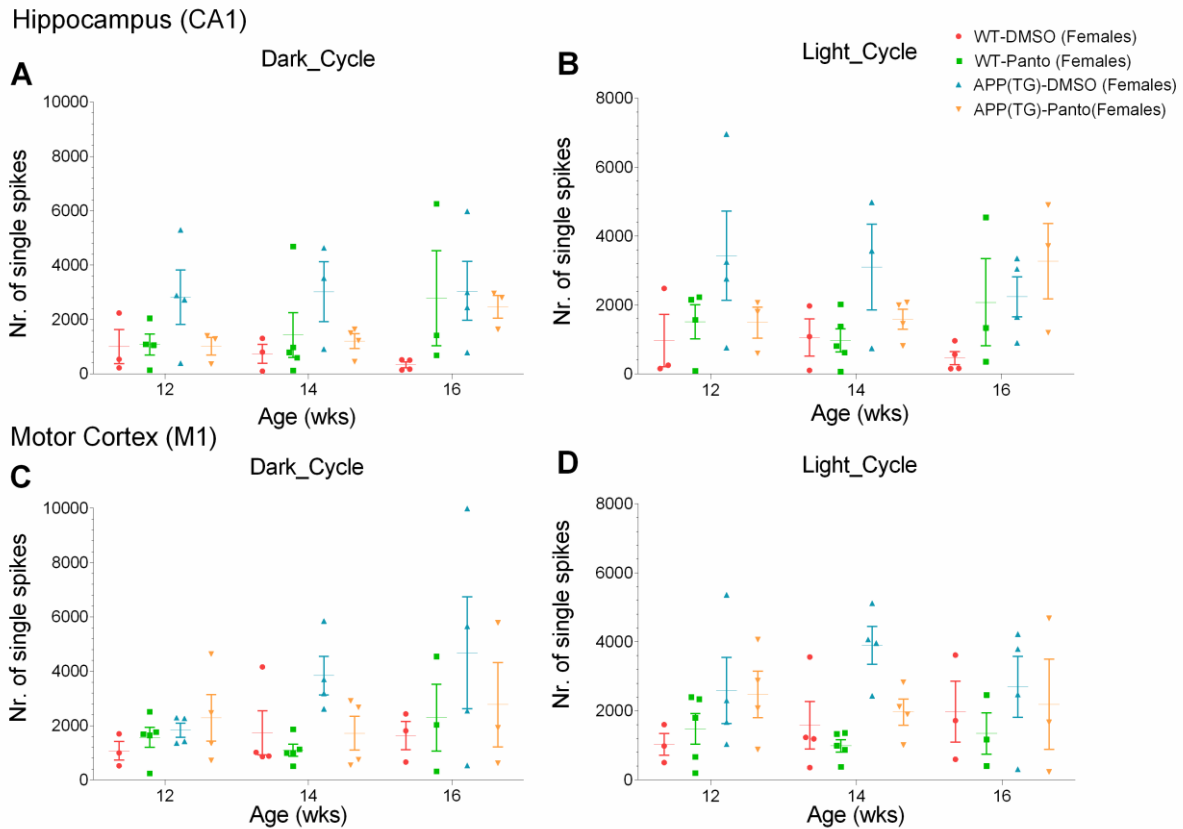 Hippocampus (CA1)
A
Dark_Cycle
Nr. of single spikes
10000
8000
6000
4000
2000
0
12
14
16
Age (wks)
B
Light_Cycle
WT-DMSO (Females)
WT-Panto (Females)
APP(TG)-DMSO (Females)
APP(TG)-Panto(Females)
Nr. of single spikes
8000
6000
4000
2000
0
12
14
16
Age (wks)
Motor Cortex (M1)
C
Dark_Cycle
Nr. of single spikes
10000
8000
6000
4000
2000
0
12
14
16
Age (wks)
D
Light_Cycle
Nr. of single spikes
8000
6000
4000
2000
0
12
14
16
Age (wks)